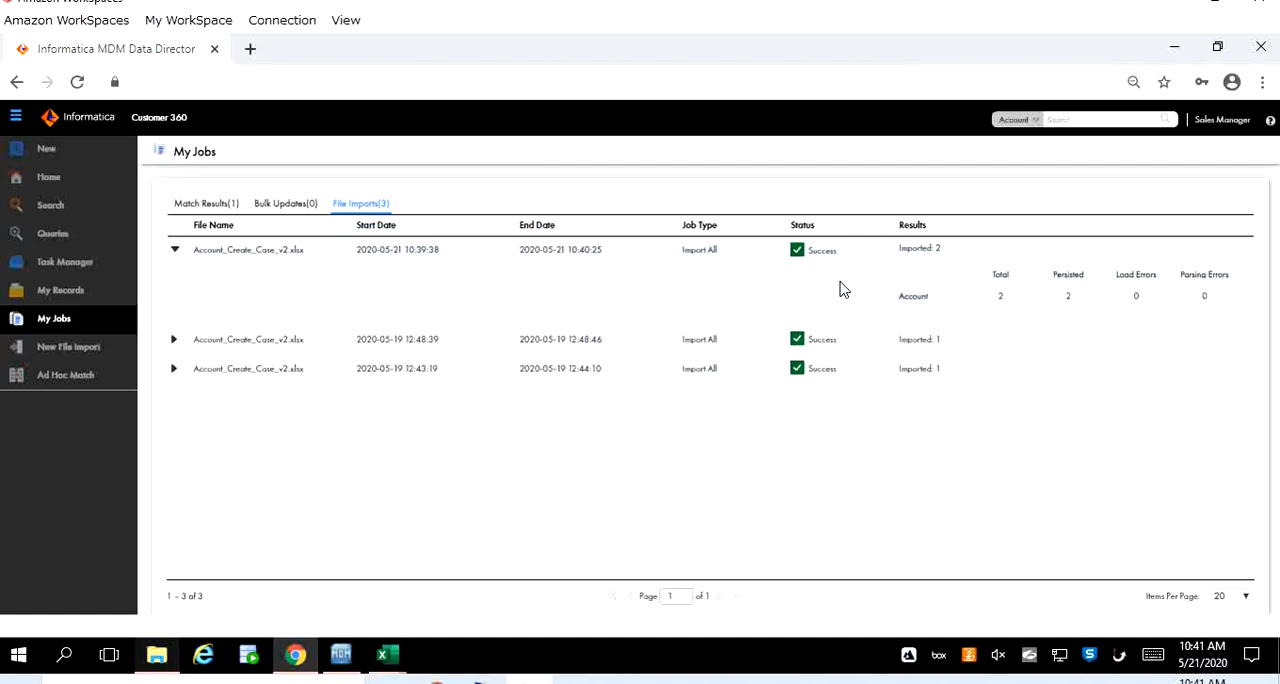 Amazon WorkSpaces
Amazon WorkSpaces My WorkSpace Connection View
Informatica MDM Data Director
Informatica Customer 360 Account Search Sales Manager
New
Home
Search
Queries
Task Manager
My Records
My Jobs
New File Import
Ad Hoc Match
My Jobs
Match Results(1) Bulk Updates(0) File Imports(3)
File Name Start Date End Date Job Type Status Results
Account_Create_Case_v2.xlsx 2020-05-21 10:39:38 2020-05-21 10:40:25 Import All Success Imported: 2
Total Persisted Load Errors Parsing Errors
Account 2 2 0 0
Account_Create_Case_v2.xlsx 2020-05-19 12:48:39 2020-05-19 12:48:46 Import All Success Imported: 1
Account_Create_Case_v2.xlsx 2020-05-19 12:43:19 2020-05-19 12:44:10 Import All Success Imported: 1
1 - 3 of 3 Page 1 of 1 Items Per Page: 20
MDM box 10:41 AM
5/21/2020
10:41 AM